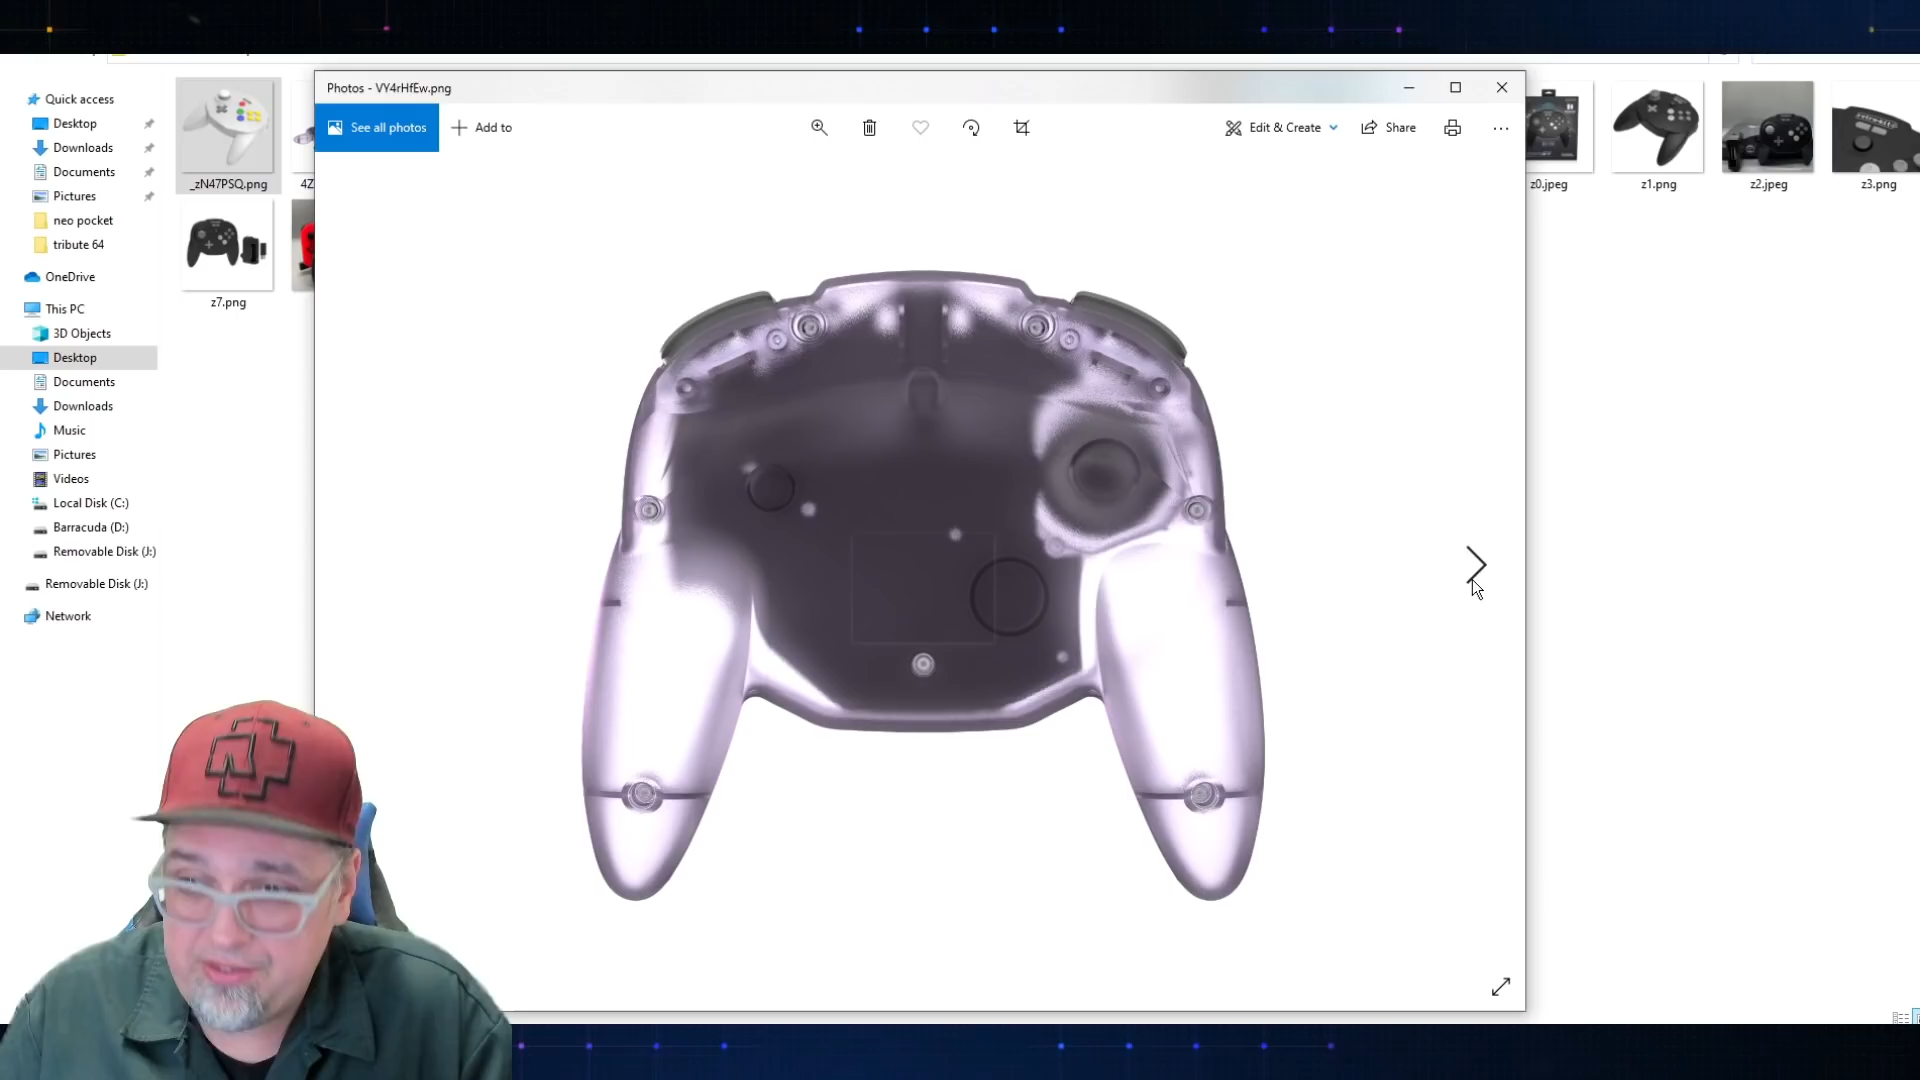 Photos - VY4rHfEw.png
See all photos
Add to
Edit & Create
Share
Quick access
Desktop
Downloads
Documents
Pictures
neo pocket
tribute 64
OneDrive
This PC
3D Objects
Desktop
Documents
Downloads
Music
Pictures
Videos
Local Disk (C:)
Barracuda (D:)
Removable Disk (J:)
Removable Disk (J:)
Network
_zN47PSQ.png
4Z
z0.jpeg
z1.png
z2.jpeg
z3.png
z7.png